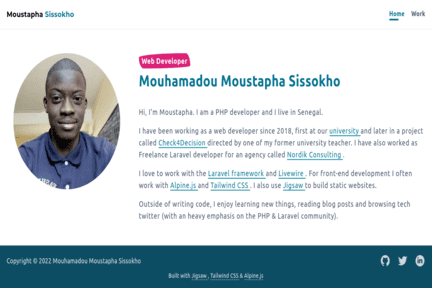 Moustapha Sissokho
Home Work
Web Developer
Mouhamadou Moustapha Sissokho
Hi, I'm Moustapha. I am a PHP developer and I live in Senegal.
I have been working as a web developer since 2018, first at our university and later in a project
called Check4Decision directed by one of my former university teacher. I have also worked as
Freelance Laravel developer for an agency called Nordik Consulting .
I love to work with the Laravel framework and Livewire . For front-end development I often
work with Alpine.js and Tailwind CSS . I also use Jigsaw to build static websites.
Outside of writing code, I enjoy learning new things, reading blog posts and browsing tech
twitter (with an heavy emphasis on the PHP & Laravel community).
Copyright © 2022 Mouhamadou Moustapha Sissokho
Built with Jigsaw , Tailwind CSS & Alpine.js